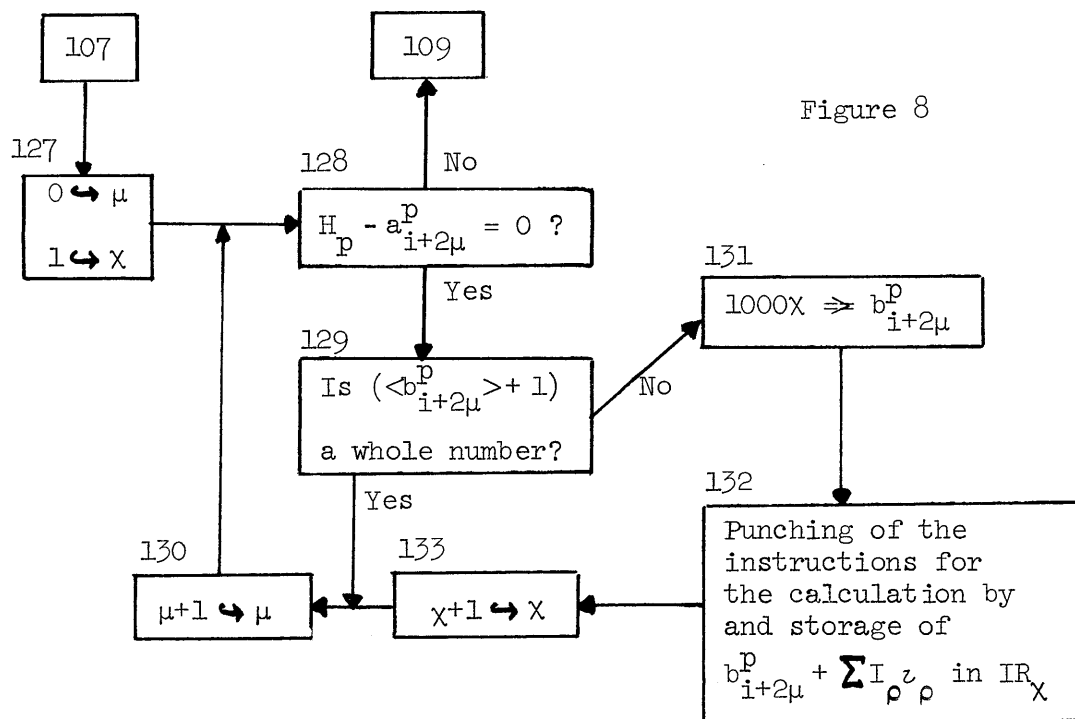 107
109
Figure 8
127
0 ↪ μ
1 ↪ χ
128
No
H_p - a^p_{i+2μ} = 0 ?
Yes
129
Is (<b^p_{i+2μ}> + 1)
a whole number?
No
Yes
131
1000χ ⇒ b^p_{i+2μ}
132
Punching of the
instructions for
the calculation by
and storage of
b^p_{i+2μ} + Σ I_ρ ι_ρ in IR_χ
130
μ+1 ↪ μ
133
χ+1 ↪ χ